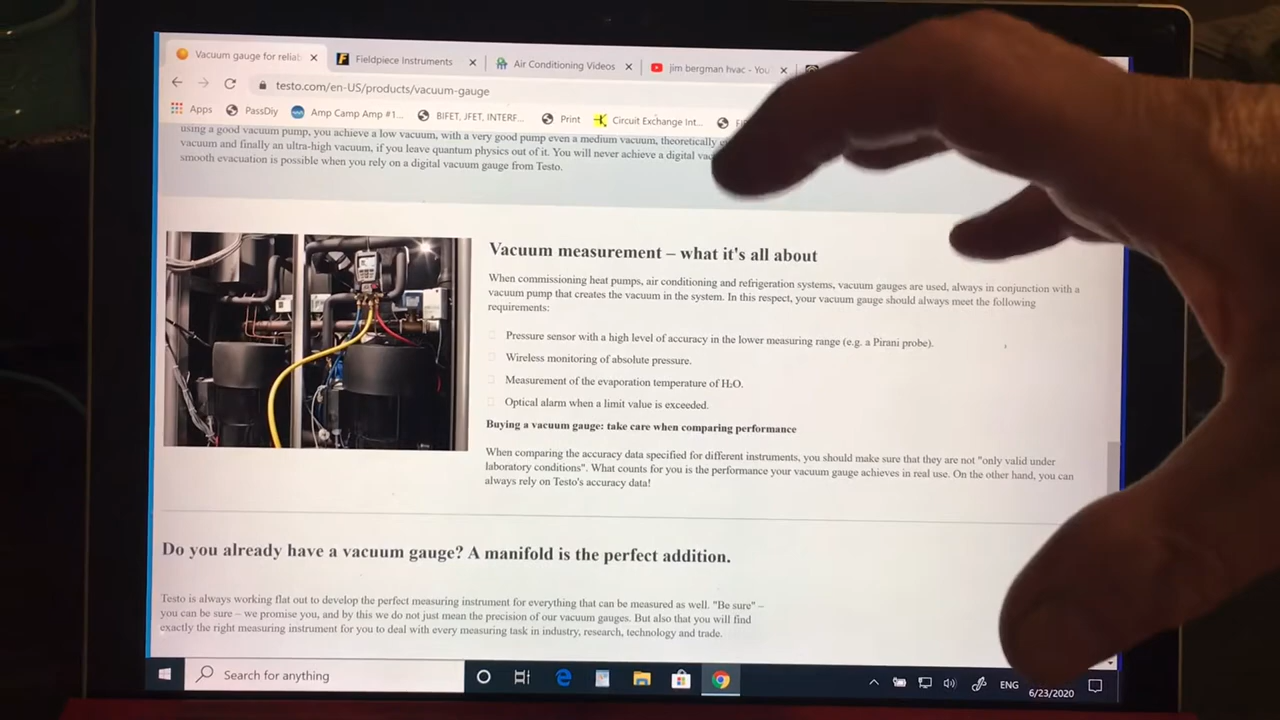 Vacuum gauge for reliab
Fieldpiece Instruments
Air Conditioning Videos
jim bergman hvac - You
testo.com/en-US/products/vacuum-gauge
Apps
PassDiy
Amp Camp Amp #1...
BIFET, JFET, INTERF...
Print
Circuit Exchange Int...
using a good vacuum pump, you achieve a low vacuum, with a very good pump even a medium vacuum, theoretically
vacuum and finally an ultra-high vacuum, if you leave quantum physics out of it. You will never achieve a digital vac
smooth evacuation is possible when you rely on a digital vacuum gauge from Testo.
Vacuum measurement – what it's all about
When commissioning heat pumps, air conditioning and refrigeration systems, vacuum gauges are used, always in conjunction with a
vacuum pump that creates the vacuum in the system. In this respect, your vacuum gauge should always meet the following
requirements:
Pressure sensor with a high level of accuracy in the lower measuring range (e.g. a Pirani probe).
Wireless monitoring of absolute pressure.
Measurement of the evaporation temperature of H₂O.
Optical alarm when a limit value is exceeded.
Buying a vacuum gauge: take care when comparing performance
When comparing the accuracy data specified for different instruments, you should make sure that they are not "only valid under
laboratory conditions". What counts for you is the performance your vacuum gauge achieves in real use. On the other hand, you can
always rely on Testo's accuracy data!
Do you already have a vacuum gauge? A manifold is the perfect addition.
Testo is always working flat out to develop the perfect measuring instrument for everything that can be measured as well. "Be sure" –
you can be sure – we promise you, and by this we do not just mean the precision of our vacuum gauges. But also that you will find
exactly the right measuring instrument for you to deal with every measuring task in industry, research, technology and trade.
Search for anything
ENG
6/23/2020